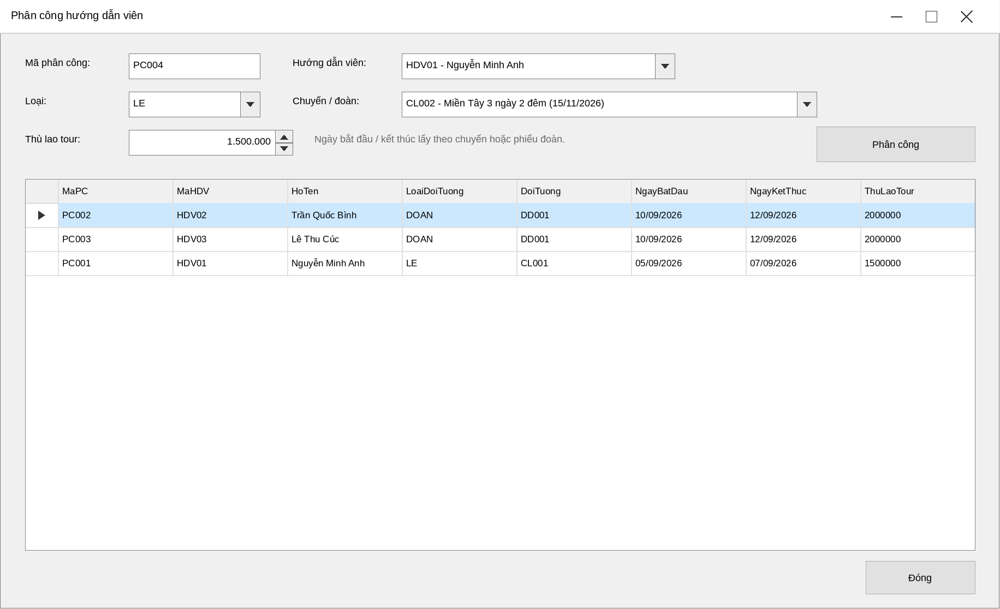 Phân công hướng dẫn viên
Mã phân công: PC004 Hướng dẫn viên: HDV01 - Nguyễn Minh Anh
Loại: LE Chuyến / đoàn: CL002 - Miền Tây 3 ngày 2 đêm (15/11/2026)
Thù lao tour: 1.500.000 Ngày bắt đầu / kết thúc lấy theo chuyến hoặc phiếu đoàn. Phân công
MaPC MaHDV HoTen LoaiDoiTuong DoiTuong NgayBatDau NgayKetThuc ThuLaoTour
PC002 HDV02 Trần Quốc Bình DOAN DD001 10/09/2026 12/09/2026 2000000
PC003 HDV03 Lê Thu Cúc DOAN DD001 10/09/2026 12/09/2026 2000000
PC001 HDV01 Nguyễn Minh Anh LE CL001 05/09/2026 07/09/2026 1500000
Đóng